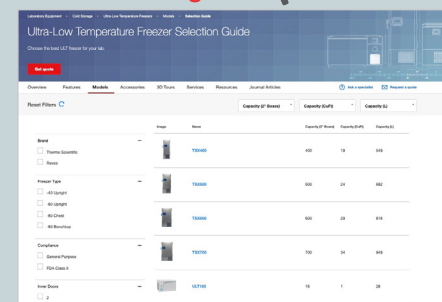 Laboratory Equipment › Cold Storage › Ultra-Low Temperature Freezers › Models › Selection Guide
Ultra-Low Temperature Freezer Selection Guide
Choose the best ULT freezer for your lab.
Get quote
Overview Features Models Accessories 3D Tours Services Resources Journal Articles Ask a specialist Request a quote
Reset Filters Capacity (2" Boxes) Capacity (CuFt) Capacity (L)
Image Name Capacity (2" Boxes) Capacity (CuFt) Capacity (L)
Brand
Thermo Scientific
Revco
TSX400 400 19 549
Freezer Type
-40 Upright
-80 Upright
-80 Chest
-80 Benchtop
TSX500 500 24 682
TSX600 600 29 816
Compliance
General Purpose
FDA Class II
TSX700 700 34 949
Inner Doors
2
ULT130 16 1 28